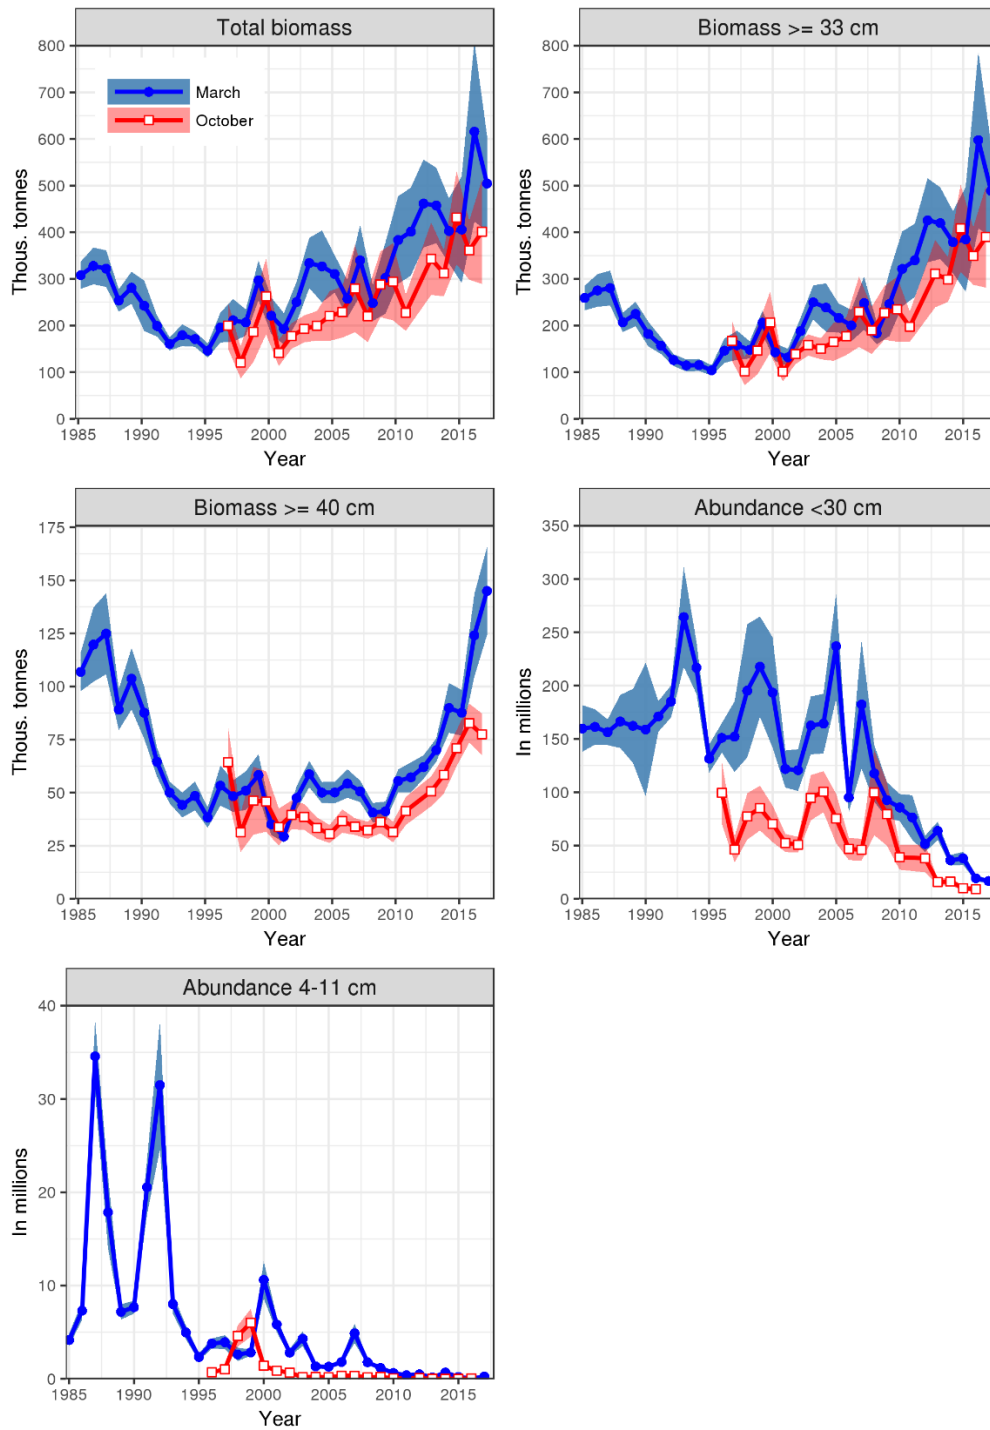 Total biomass
Biomass >= 33 cm
800
700
600
500
400
300
200
100
0
Thous. tonnes
March
October
1985 1990 1995 2000 2005 2010 2015
Year
800
700
600
500
400
300
200
100
0
Thous. tonnes
1985 1990 1995 2000 2005 2010 2015
Year
Biomass >= 40 cm
Abundance <30 cm
175
150
125
100
75
50
25
0
Thous. tonnes
1985 1990 1995 2000 2005 2010 2015
Year
350
300
250
200
150
100
50
0
In millions
1985 1990 1995 2000 2005 2010 2015
Year
Abundance 4-11 cm
40
30
20
10
0
In millions
1985 1990 1995 2000 2005 2010 2015
Year